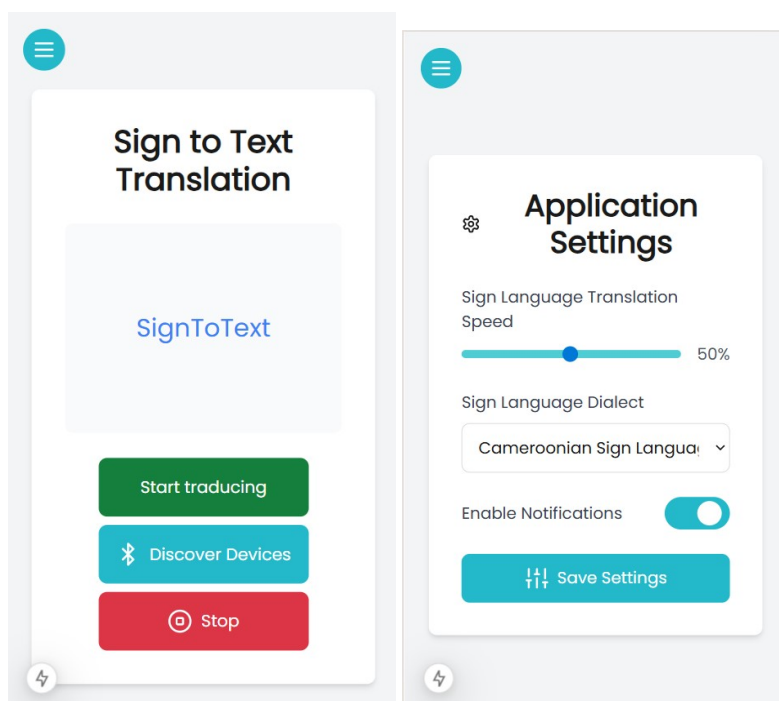 Sign to Text
Translation
SignToText
Start traducing
Discover Devices
Stop
Application
Settings
Sign Language Translation
Speed
50%
Sign Language Dialect
Cameroonian Sign
Enable Notifications
Save Settings